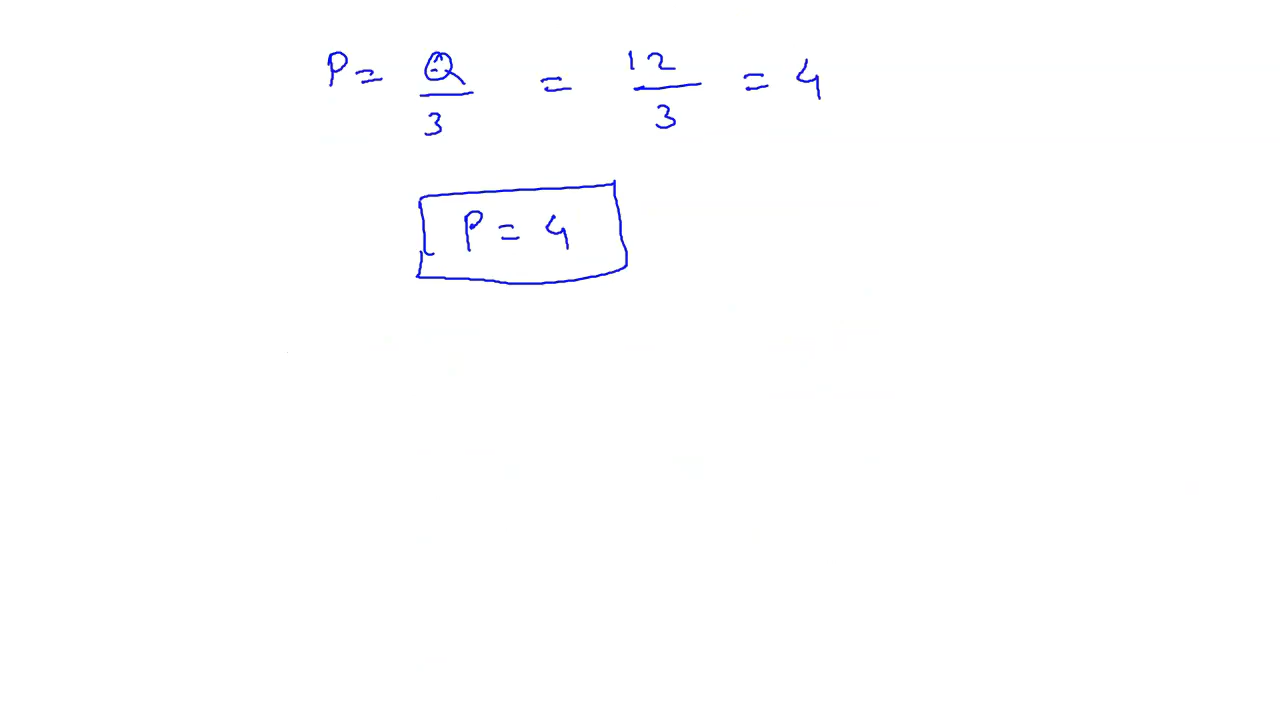 P = Q/3 = 12/3 = 4
P = 4